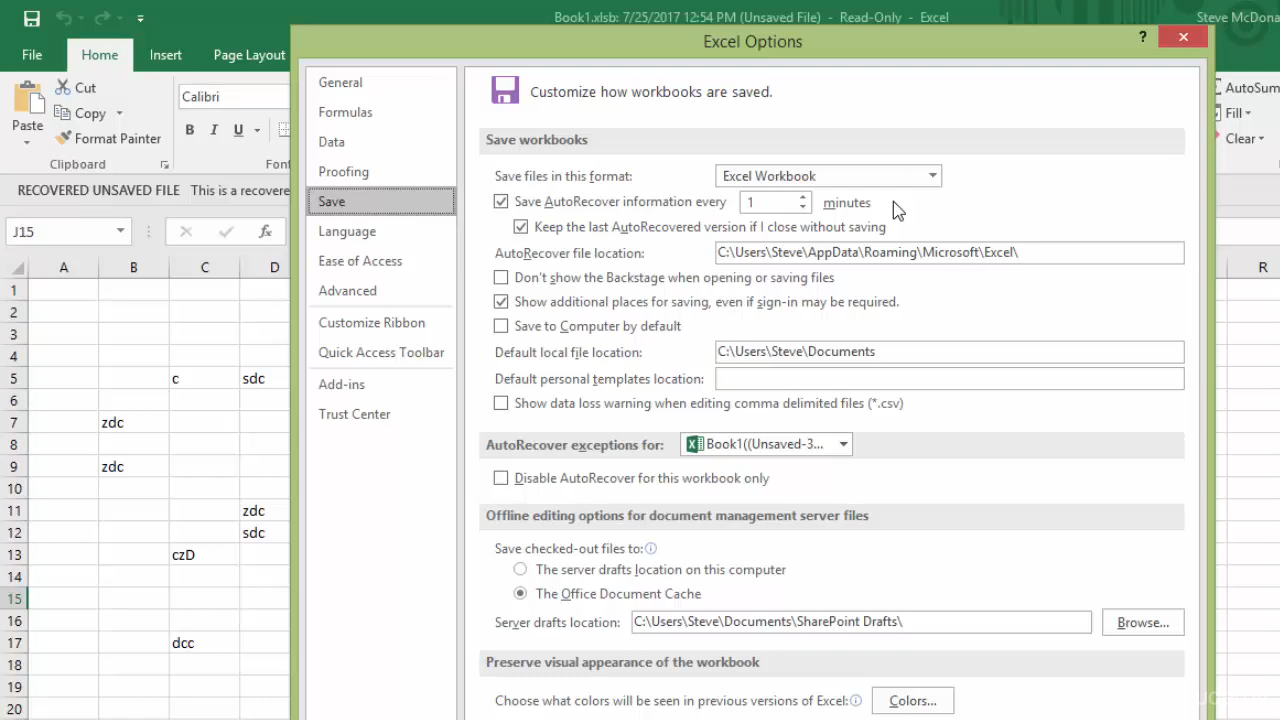 Book1.xlsb: 7/25/2017 12:54 PM (Unsaved File) - Read-Only - Excel
Steve McDona
Excel Options
?
File Home Insert Page Layout
Cut
Copy
Format Painter
Paste
Clipboard
Calibri
B I U
Fon
AutoSum
Fill
Clear
RECOVERED UNSAVED FILE This is a recovere
J15
fx
A B C D
R
1
2
3
4
5 c sdc
6
7 zdc
8
9 zdc
10
11 zdc
12 sdc
13 czD
14
15
16
17 dcc
18
19
20
General
Formulas
Data
Proofing
Save
Language
Ease of Access
Advanced
Customize Ribbon
Quick Access Toolbar
Add-ins
Trust Center
Customize how workbooks are saved.
Save workbooks
Save files in this format: Excel Workbook
Save AutoRecover information every 1 minutes
Keep the last AutoRecovered version if I close without saving
AutoRecover file location: C:\Users\Steve\AppData\Roaming\Microsoft\Excel\
Don't show the Backstage when opening or saving files
Show additional places for saving, even if sign-in may be required.
Save to Computer by default
Default local file location: C:\Users\Steve\Documents
Default personal templates location:
Show data loss warning when editing comma delimited files (*.csv)
AutoRecover exceptions for: Book1((Unsaved-3...
Disable AutoRecover for this workbook only
Offline editing options for document management server files
Save checked-out files to:
The server drafts location on this computer
The Office Document Cache
Server drafts location: C:\Users\Steve\Documents\SharePoint Drafts\
Browse...
Preserve visual appearance of the workbook
Choose what colors will be seen in previous versions of Excel: Colors...